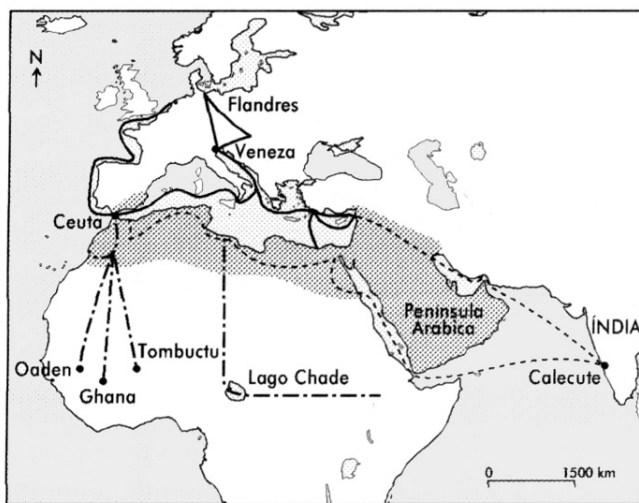 N
Flandres
Veneza
Ceuta
Península
Arábica
ÍNDIA
Tombuctu
Oaden
Lago Chade
Calecute
Ghana
0 1500 km